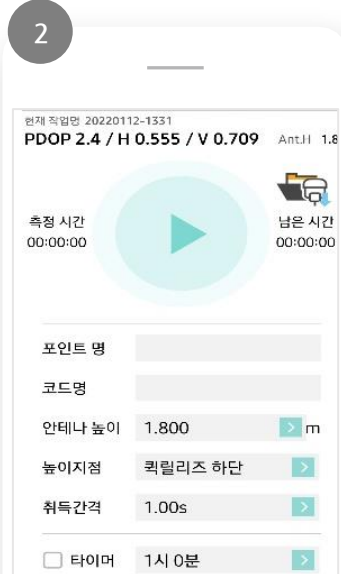 2
현재 작업명 20220112-1331
PDOP 2.4 / H 0.555 / V 0.709 Ant.H 1.8
측정 시간 남은 시간
00:00:00 00:00:00
포인트 명
코드명
안테나 높이 1.800 > m
높이지점 퀵릴리즈 하단 >
취득간격 1.00s >
타이머 1시 0분 >